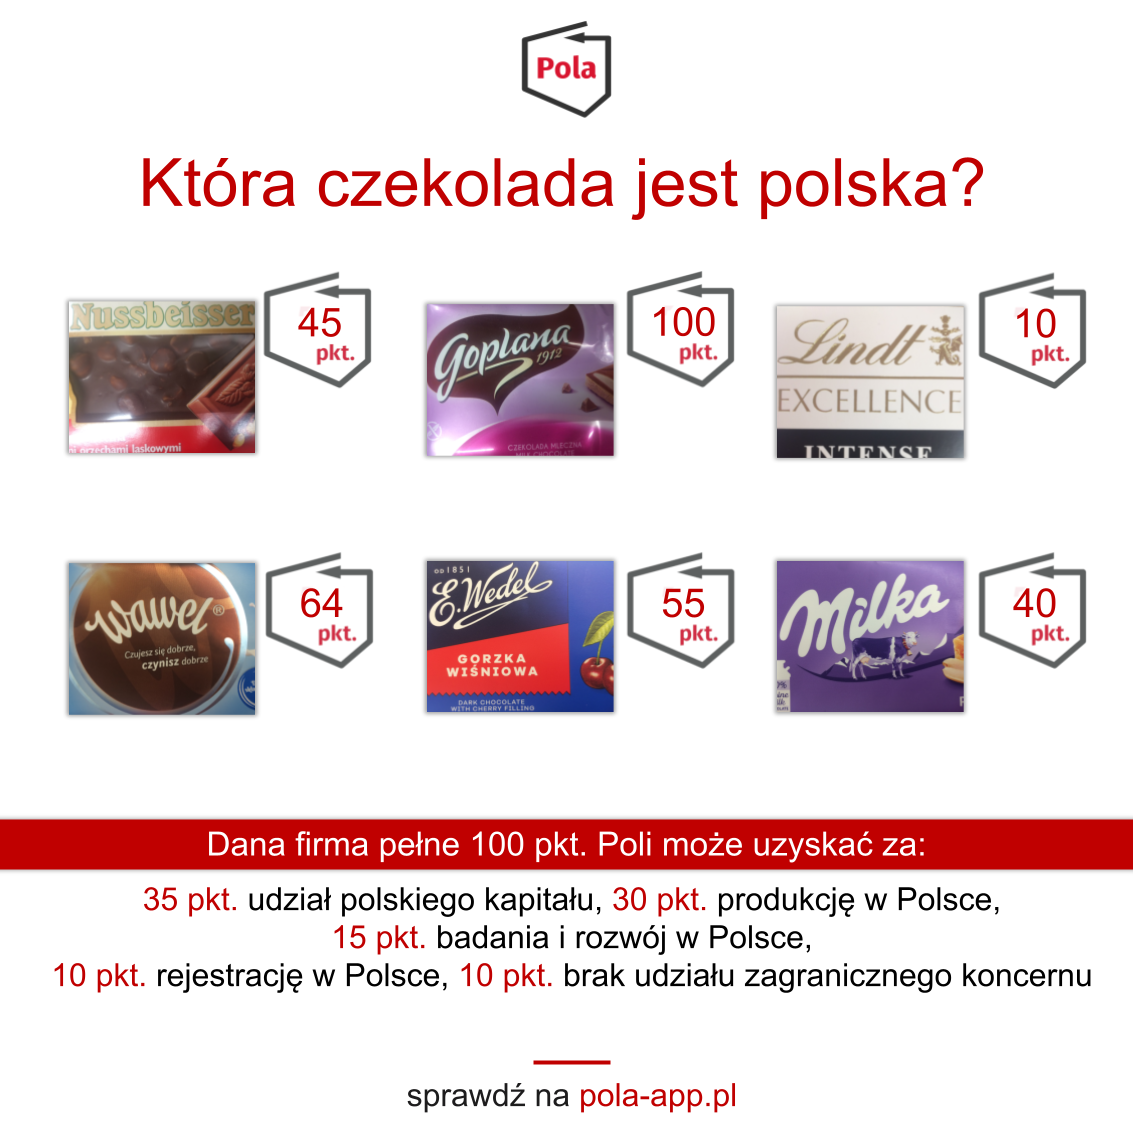 Pola
Która czekolada jest polska?
Nussbeisser
orzechami laskowymi
45
pkt.
Goplana
1912
CZEKOLADA MLECZNA
MILK CHOCOLATE
100
pkt.
Lindt
EXCELLENCE
INTENSE
10
pkt.
Wawel®
Czujesz się dobrze,
czynisz dobrze
64
pkt.
OD 1851
E.Wedel
GORZKA
WIŚNIOWA
DARK CHOCOLATE
WITH CHERRY FILLING
55
pkt.
Milka
40
pkt.
Dana firma pełne 100 pkt. Poli może uzyskać za:
35 pkt. udział polskiego kapitału, 30 pkt. produkcję w Polsce,
15 pkt. badania i rozwój w Polsce,
10 pkt. rejestrację w Polsce, 10 pkt. brak udziału zagranicznego koncernu
sprawdź na pola-app.pl